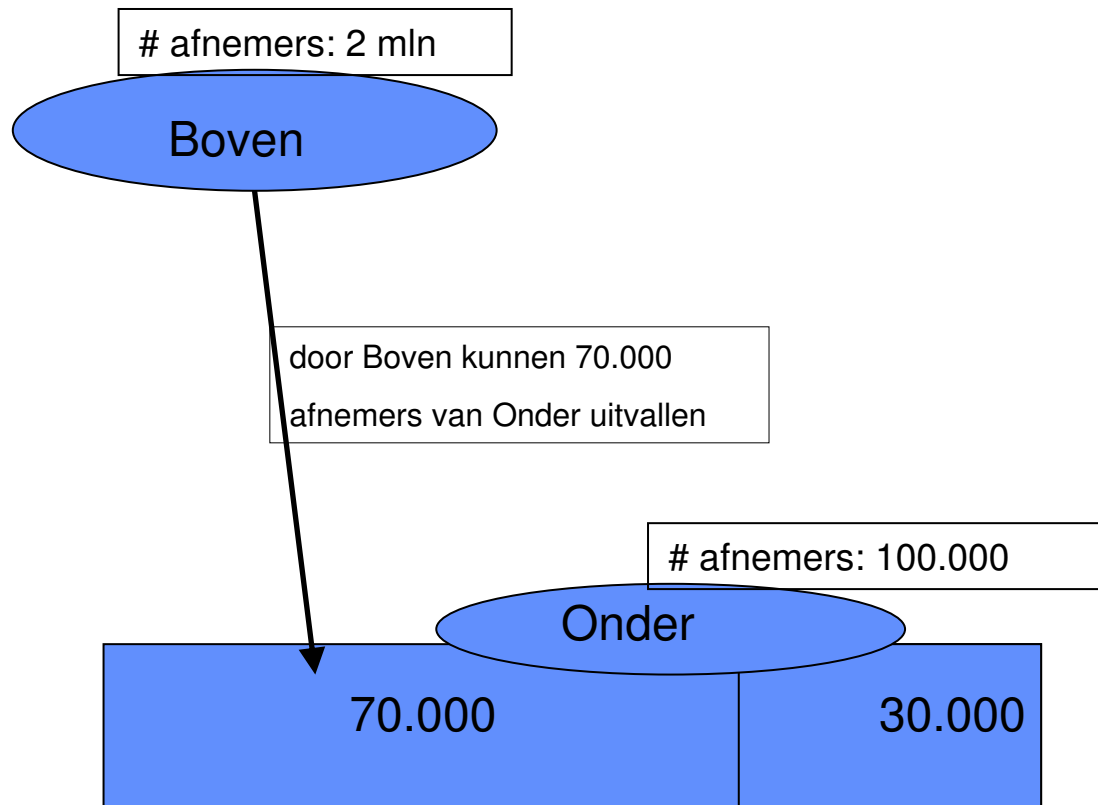 # afnemers: 2 mln
Boven
door Boven kunnen 70.000
afnemers van Onder uitvallen
# afnemers: 100.000
Onder
70.000
30.000